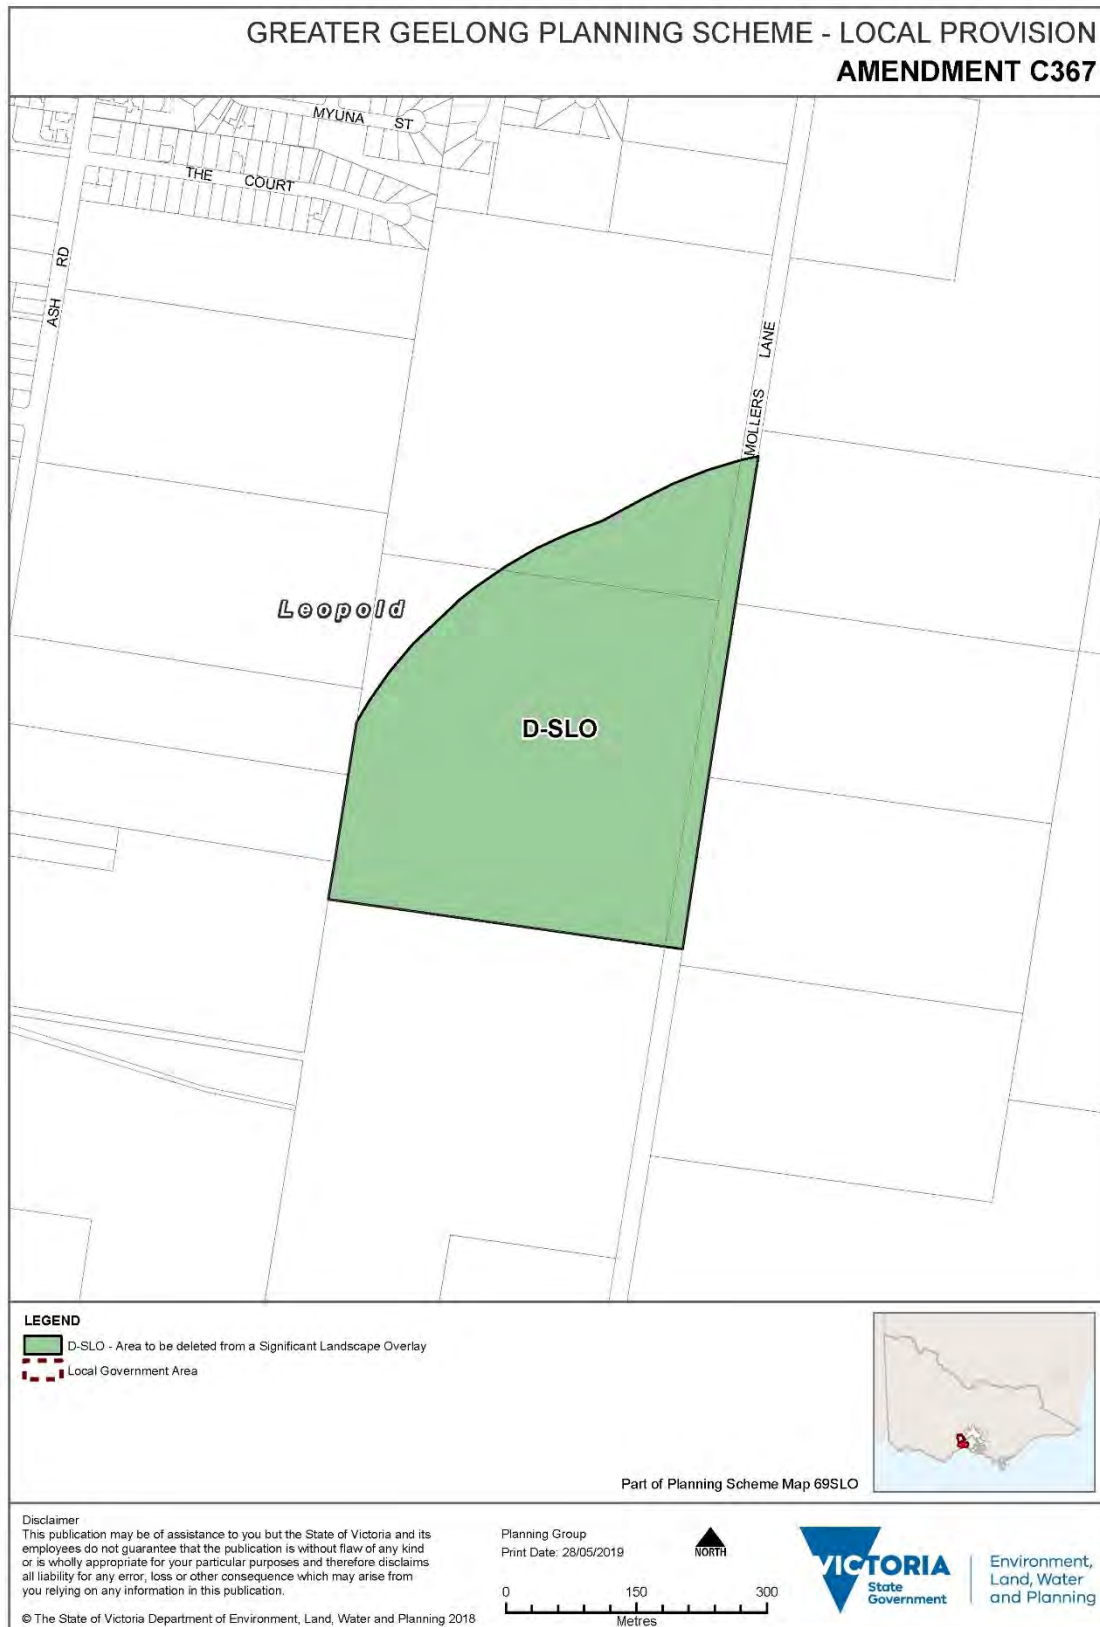 GREATER GEELONG PLANNING SCHEME - LOCAL PROVISION
AMENDMENT C367
MYUNA ST
THE COURT
ASH RD
MOLLERS LANE
Leopold
D-SLO
LEGEND
D-SLO - Area to be deleted from a Significant Landscape Overlay
Local Government Area
Part of Planning Scheme Map 69SLO
Disclaimer
This publication may be of assistance to you but the State of Victoria and its
employees do not guarantee that the publication is without flaw of any kind
or is wholly appropriate for your particular purposes and therefore disclaims
all liability for any error, loss or other consequence which may arise from
you relying on any information in this publication.
© The State of Victoria Department of Environment, Land, Water and Planning 2018
Planning Group
Print Date: 28/05/2019
NORTH
0 150 300
Metres
VICTORIA
State
Government
Environment,
Land, Water
and Planning